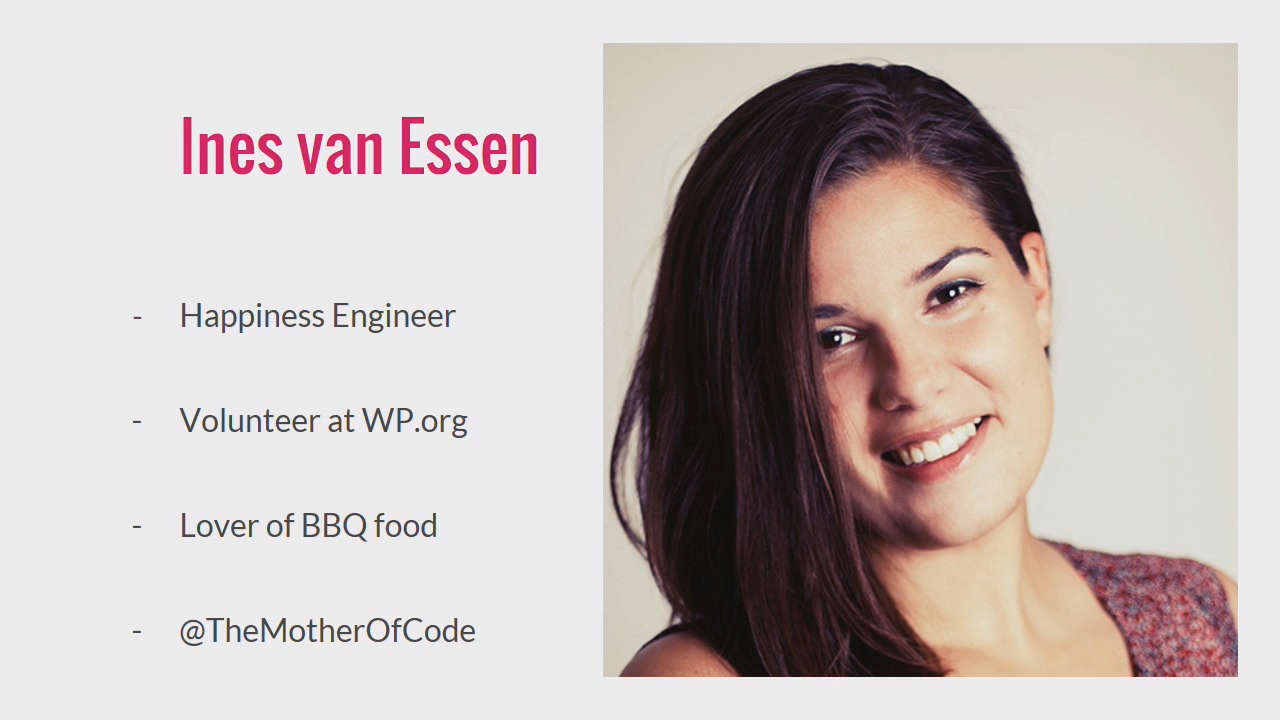 Ines van Essen
- Happiness Engineer
- Volunteer at WP.org
- Lover of BBQ food
- @TheMotherOfCode